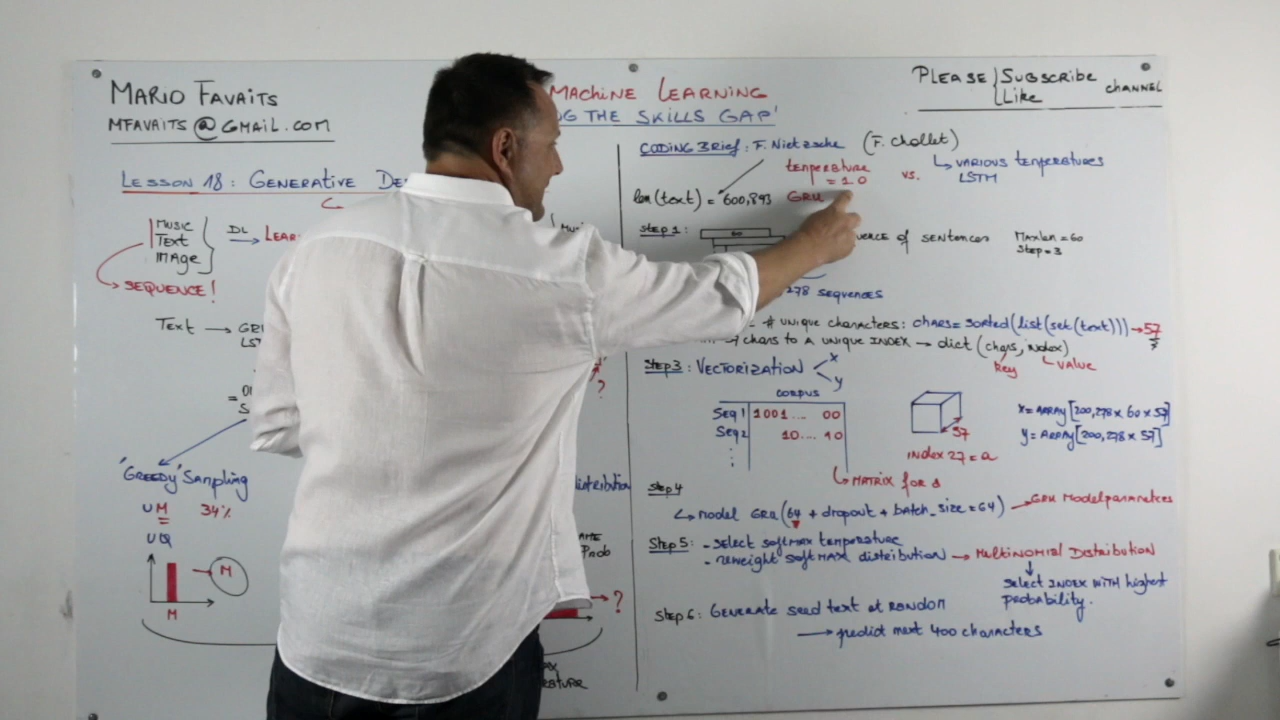 MARIO FAVAITS
MFAVAITS@GMAIL.COM
MACHINE LEARNING
THE SKILLS GAP'
PLEASE Subscribe
Like
CHANNEL
LESSON 18: GENERATIVE
MUSIC
TEXT
IMAGE
DL
SEQUENCE!
TEXT
'GREEDY' SAMPLING
UM 34%
UQ
M
M
?
?
CODING BRIEF: F. Nietzsche (F. Chollet)
temperature
= 1.0
GRU
vs.
VARIOUS temperatures
LSTM
len(text) = 600,893
Step 1:
60
of sentences
Maxlen = 60
Step = 3
278 sequences
# UNIQUE characters: chars = sorted(list(set(text))) → 57
chars to A UNIQUE INDEX → dict (chars, index)
Key
VALUE
Step 3: VECTORIZATION
x
y
CORPUS
Seq 1 1001... 00
Seq 2 10.... 10
57
INDEX 27 = a
x = ARRAY[200,278 x 60 x 57]
y = ARRAY[200,278 x 57]
MATRIX for a
Step 4
Model GRU (64 + dropout + batch_size = 64) → GRU Model parameters
Step 5: - select softmax temperature
- reweight softmax distribution → Multinomial Distribution
select INDEX WITH highest
probability.
Step 6: GENERATE seed text at RANDOM
→ predict next 400 characters